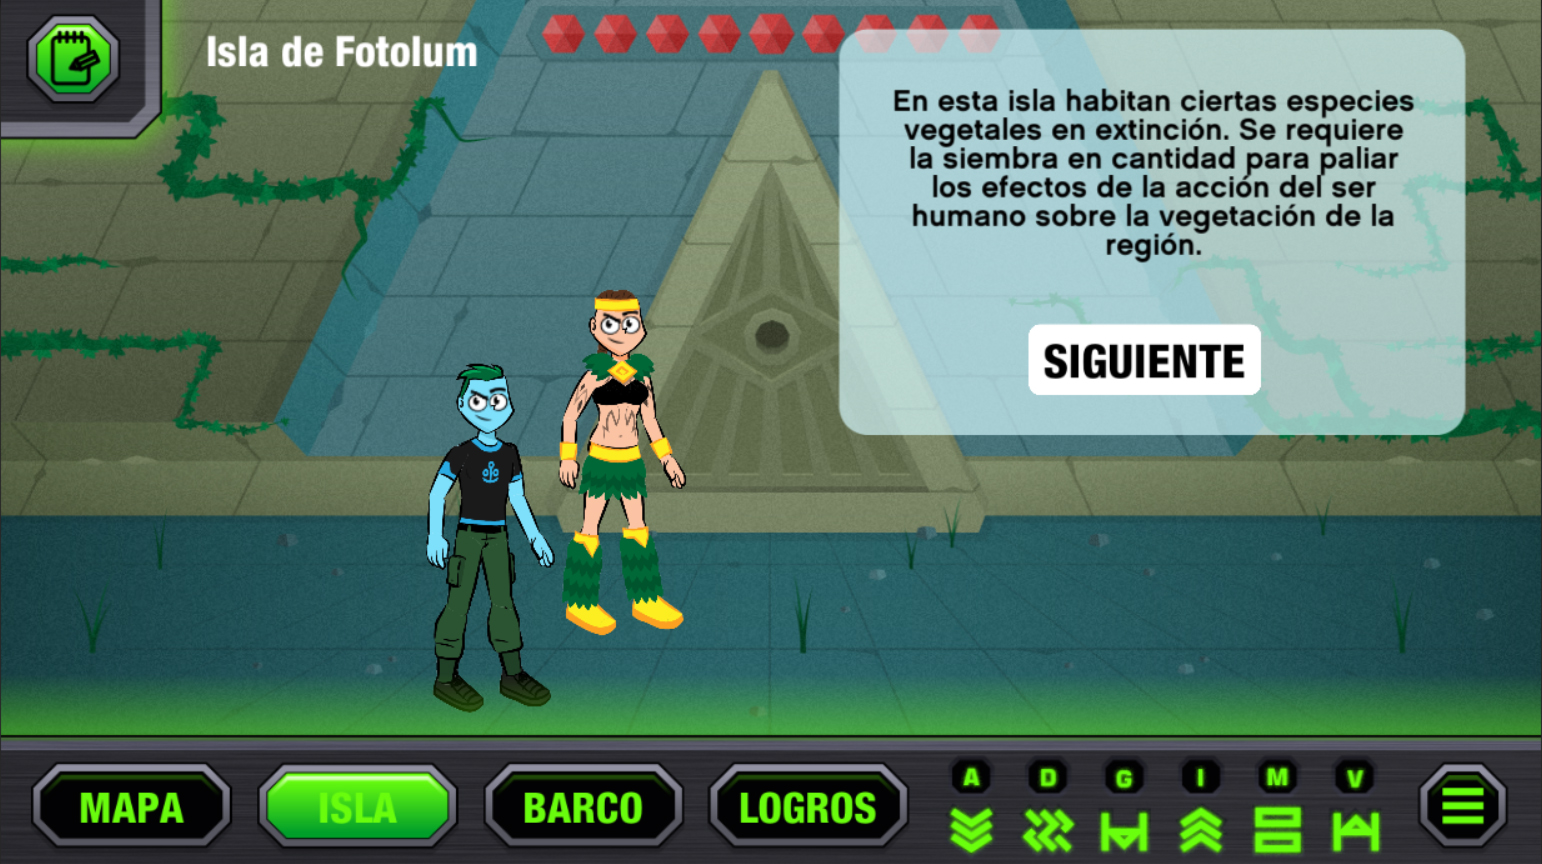 Isla de Fotolum
En esta isla habitan ciertas especies
vegetales en extinción. Se requiere
la siembra en cantidad para paliar
los efectos de la acción del ser
humano sobre la vegetación de la
región.
SIGUIENTE
MAPA
ISLA
BARCO
LOGROS
A D G I M V